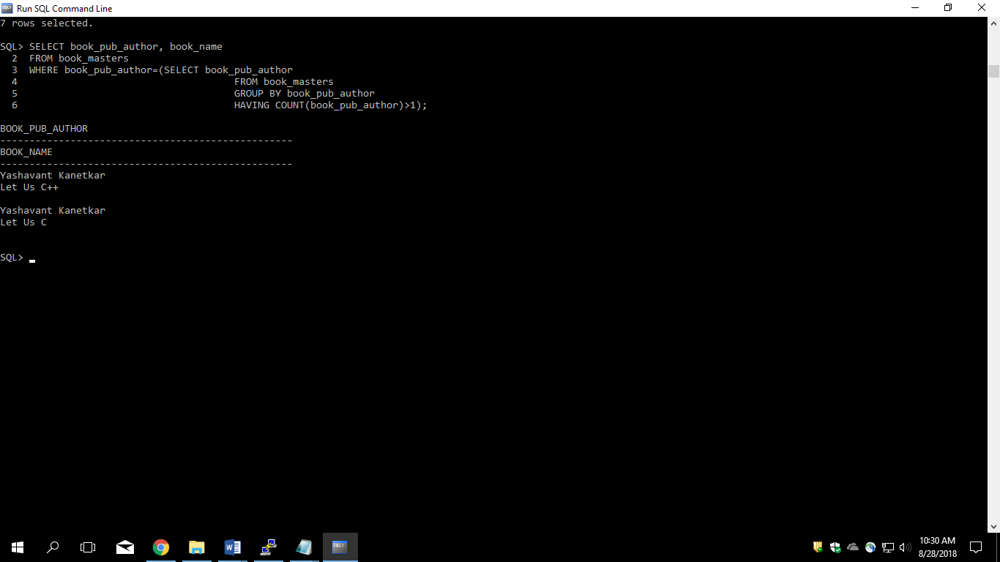 Run SQL Command Line
7 rows selected.
SQL> SELECT book_pub_author, book_name
  2  FROM book_masters
  3  WHERE book_pub_author=(SELECT book_pub_author
  4                                     FROM book_masters
  5                                     GROUP BY book_pub_author
  6                                     HAVING COUNT(book_pub_author)>1);
BOOK_PUB_AUTHOR
--------------------------------------------------
BOOK_NAME
--------------------------------------------------
Yashavant Kanetkar
Let Us C++
Yashavant Kanetkar
Let Us C
SQL>
10:30 AM
8/28/2018